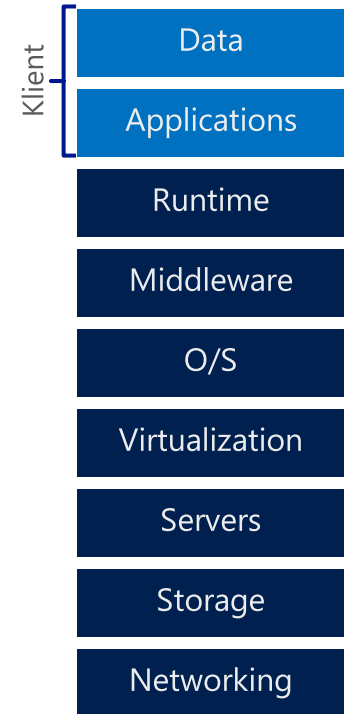 Klient
Data
Applications
Runtime
Middleware
O/S
Virtualization
Servers
Storage
Networking